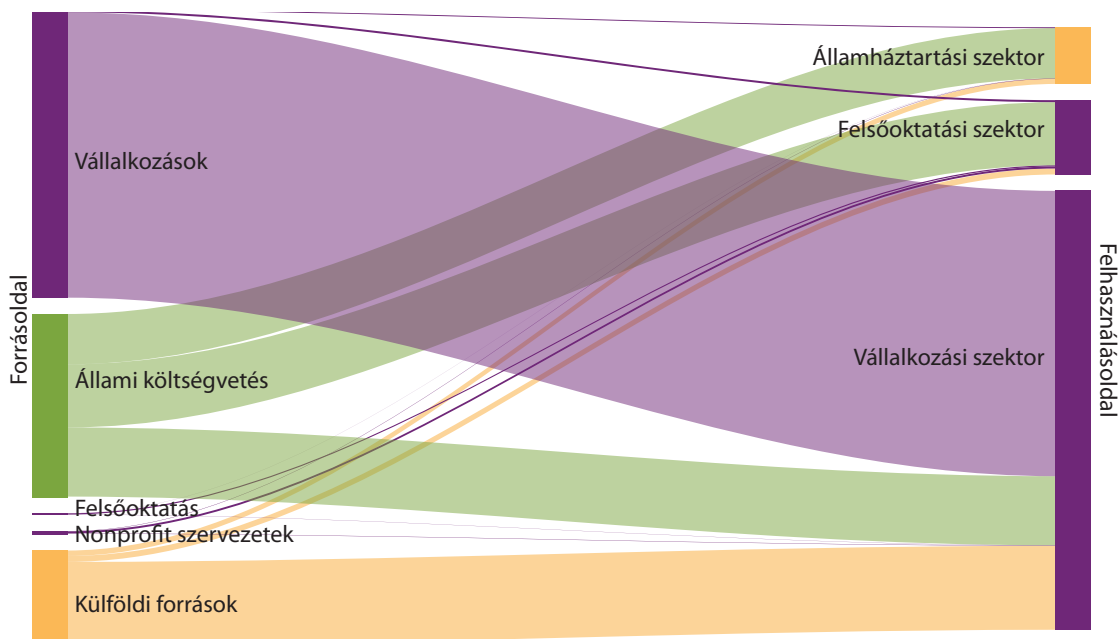 Forrásoldal
Vállalkozások
Állami költségvetés
Felsőoktatás
Nonprofit szervezetek
Külföldi források
Államháztartási szektor
Felsőoktatási szektor
Vállalkozási szektor
Felhasználásoldal